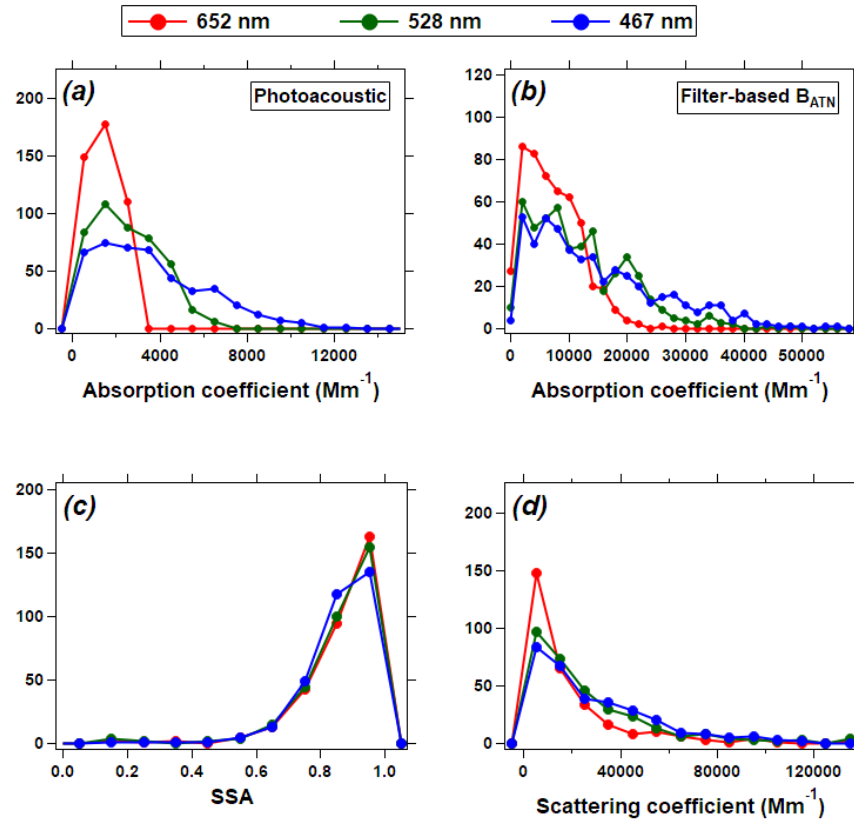 652 nm 528 nm 467 nm
(a) Photoacoustic
200
150
100
50
0
0 4000 8000 12000
Absorption coefficient (Mm⁻¹)
(b) Filter-based B_ATN
120
100
80
60
40
20
0
0 10000 20000 30000 40000 50000
Absorption coefficient (Mm⁻¹)
(c)
200
150
100
50
0
0.0 0.2 0.4 0.6 0.8 1.0
SSA
(d)
200
150
100
50
0
0 40000 80000 120000
Scattering coefficient (Mm⁻¹)